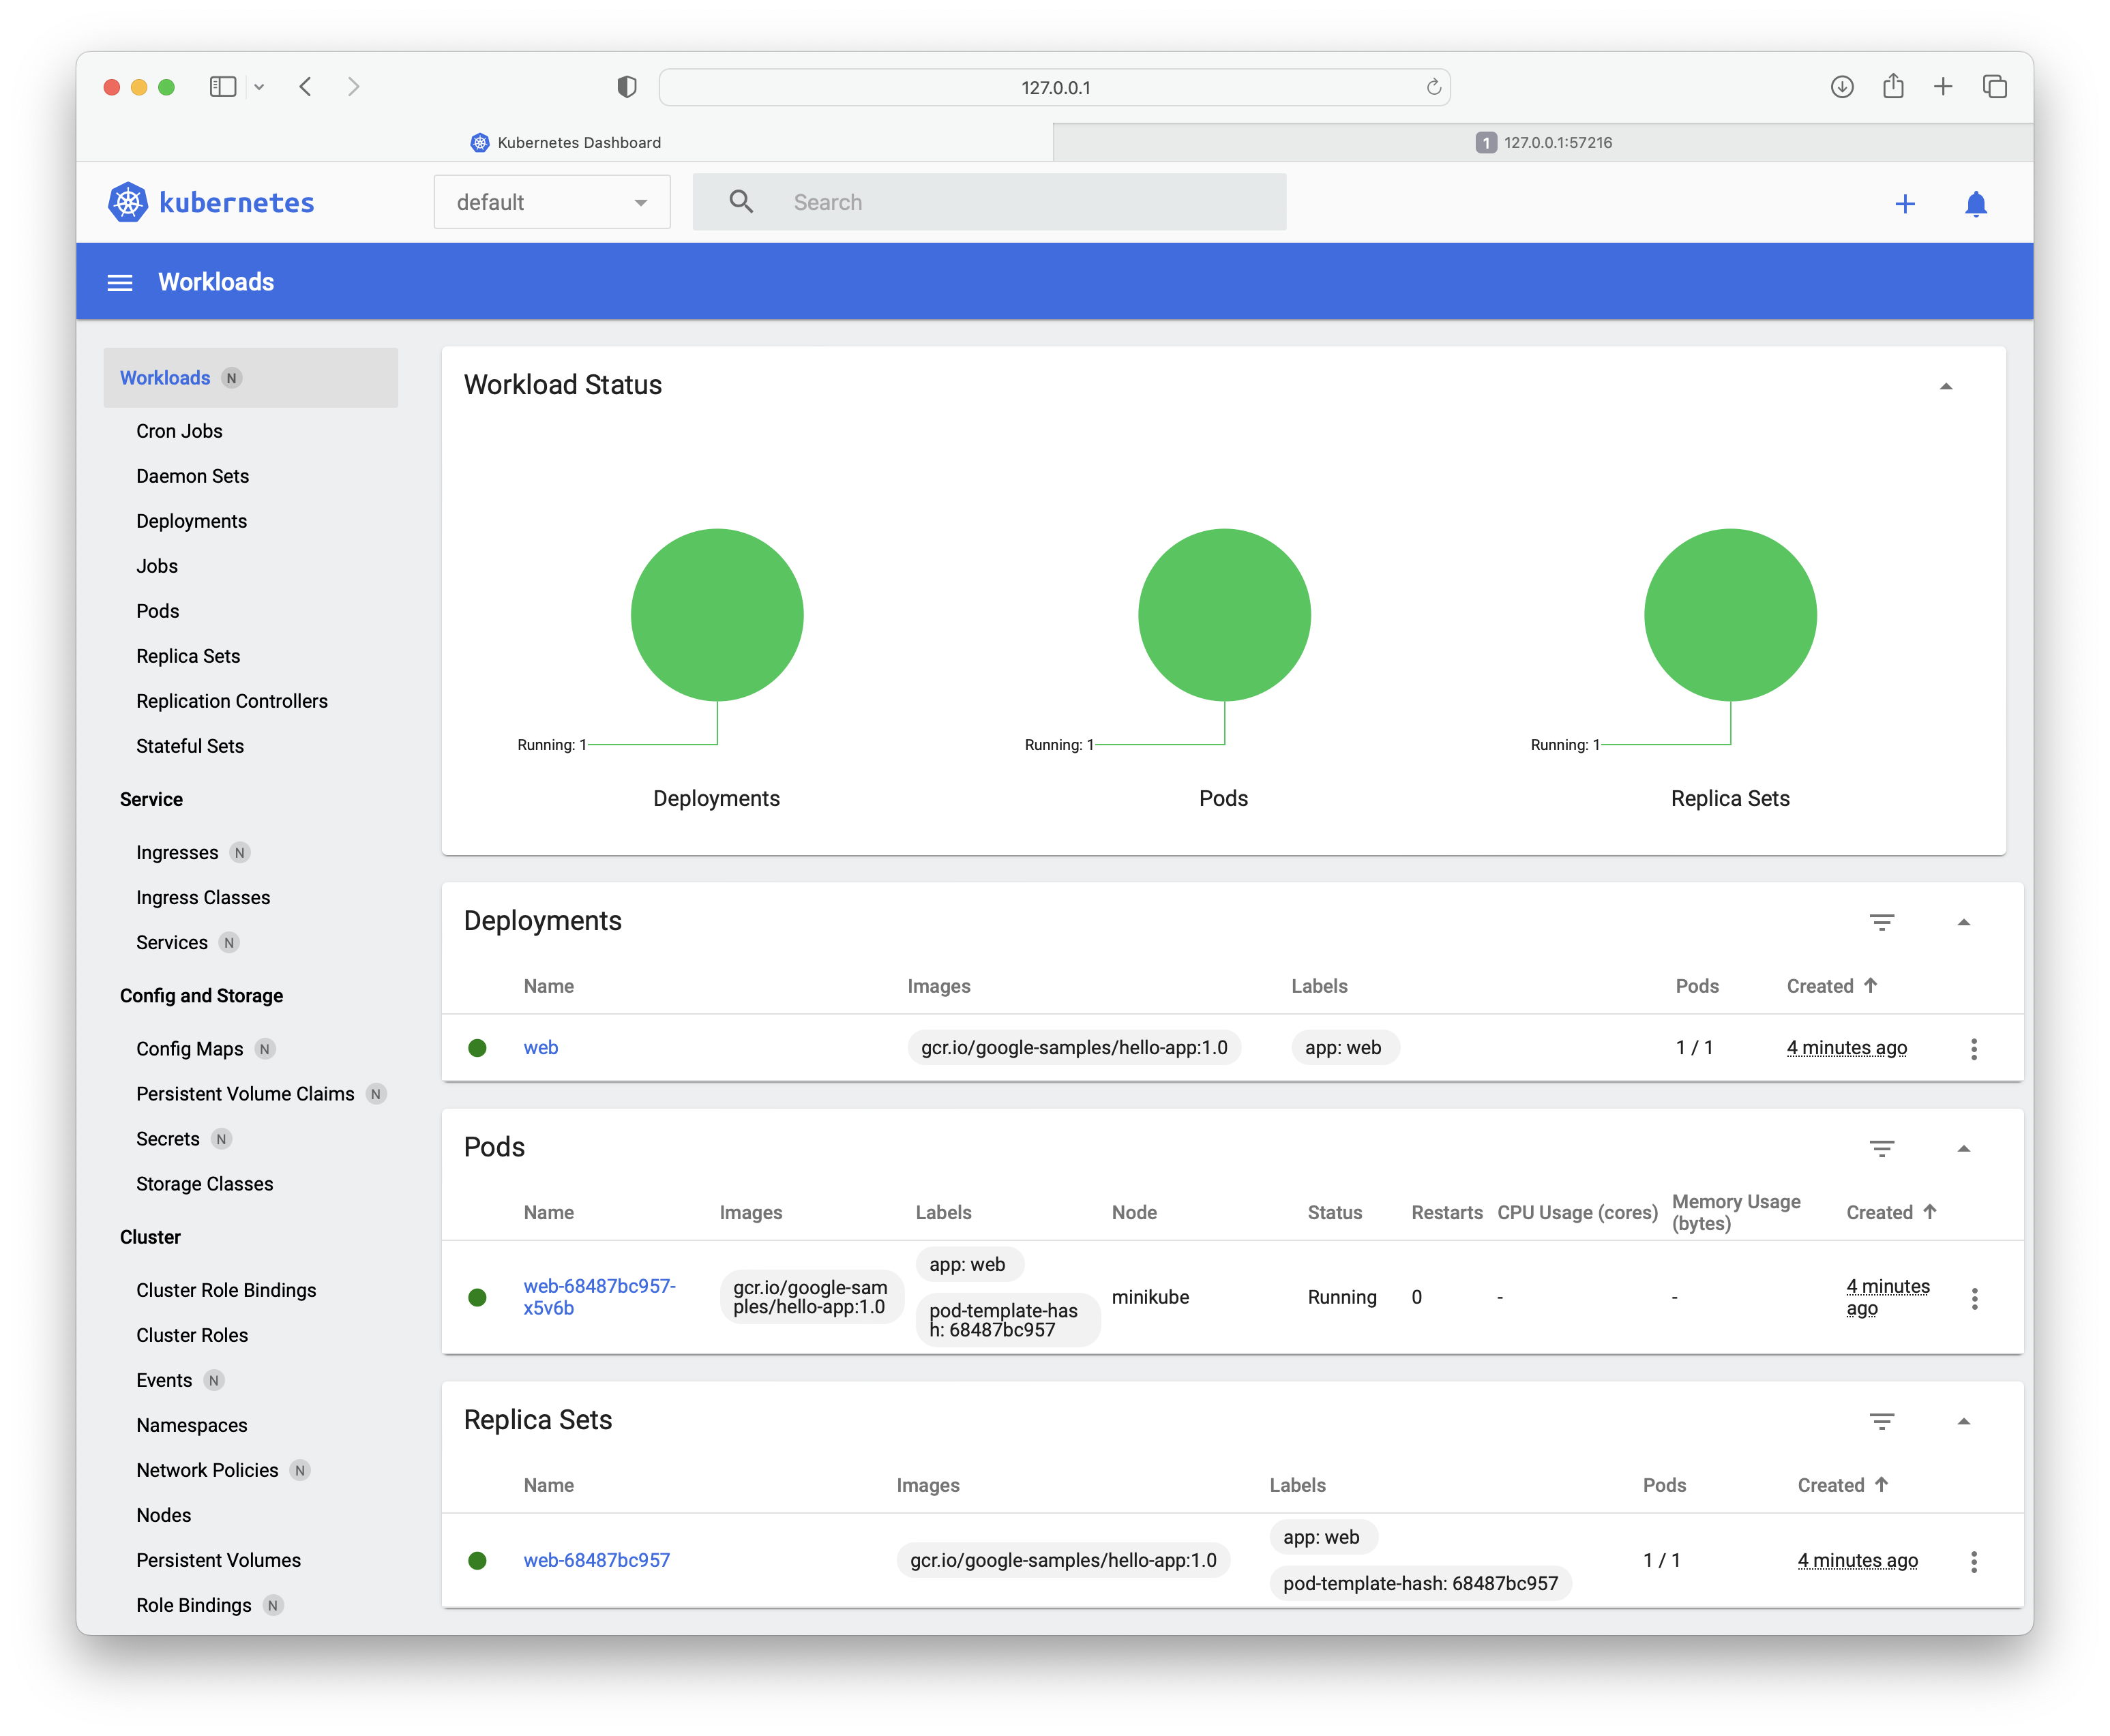 127.0.0.1
Kubernetes Dashboard
1 127.0.0.1:57216
kubernetes
default
Search
Workloads
Workloads N
Cron Jobs
Daemon Sets
Deployments
Jobs
Pods
Replica Sets
Replication Controllers
Stateful Sets
Service
Ingresses N
Ingress Classes
Services N
Config and Storage
Config Maps N
Persistent Volume Claims N
Secrets N
Storage Classes
Cluster
Cluster Role Bindings
Cluster Roles
Events N
Namespaces
Network Policies N
Nodes
Persistent Volumes
Role Bindings N
Workload Status
Running: 1
Deployments
Running: 1
Pods
Running: 1
Replica Sets
Deployments
Name Images Labels Pods Created
web gcr.io/google-samples/hello-app:1.0 app: web 1 / 1 4 minutes ago
Pods
Name Images Labels Node Status Restarts CPU Usage (cores) Memory Usage
(bytes) Created
web-68487bc957-
x5v6b
gcr.io/google-sam
ples/hello-app:1.0
app: web
pod-template-has
h: 68487bc957
minikube
Running
0
-
-
4 minutes
ago
Replica Sets
Name Images Labels Pods Created
web-68487bc957
gcr.io/google-samples/hello-app:1.0
app: web
pod-template-hash: 68487bc957
1 / 1
4 minutes ago